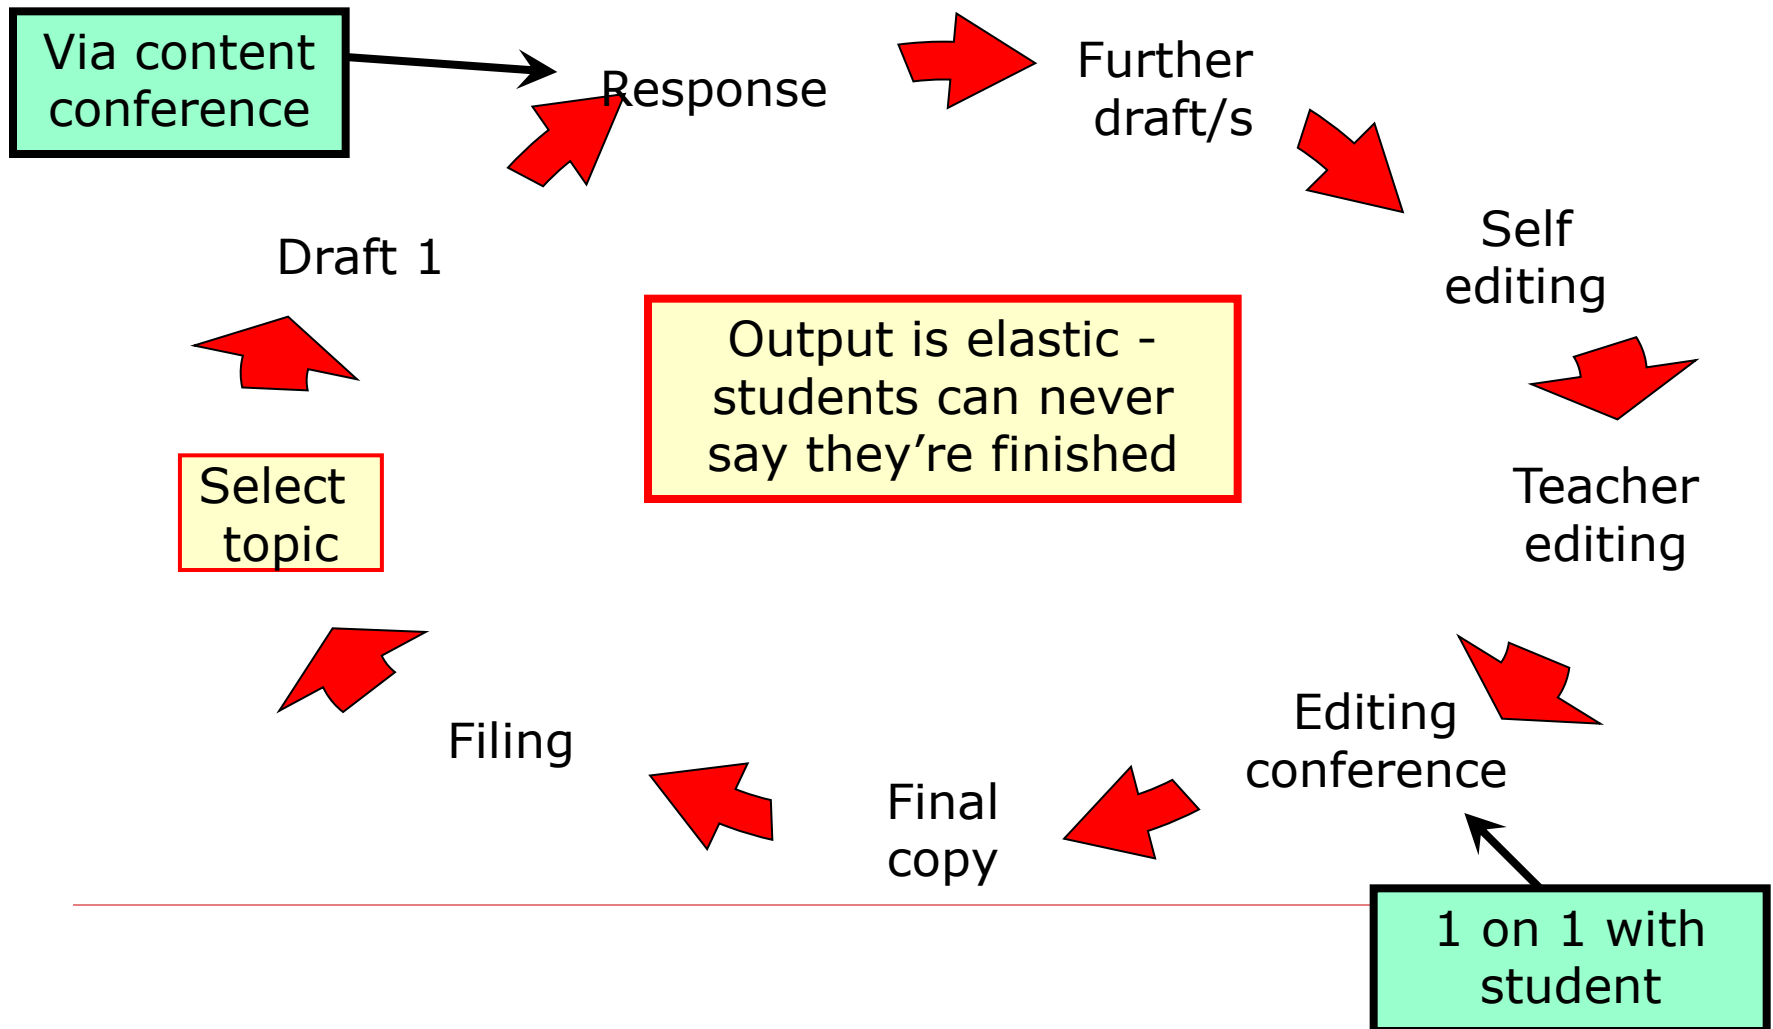 Via content
conference
Response
Further
draft/s
Self
editing
Draft 1
Output is elastic -
students can never
say they’re finished
Select
topic
Teacher
editing
Editing
conference
Filing
Final
copy
1 on 1 with
student